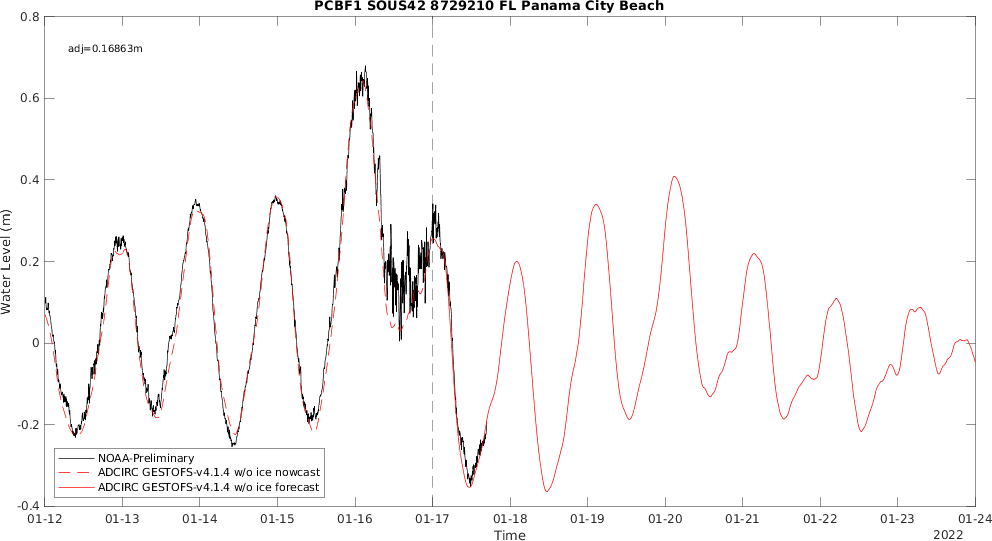 PCBF1 SOUS42 8729210 FL Panama City Beach
adj=0.16863m
Water Level (m)
0.8
0.6
0.4
0.2
0
-0.2
-0.4
NOAA-Preliminary
ADCIRC GESTOFS-v4.1.4 w/o ice nowcast
ADCIRC GESTOFS-v4.1.4 w/o ice forecast
01-12 01-13 01-14 01-15 01-16 01-17 01-18 01-19 01-20 01-21 01-22 01-23 01-24
Time
2022